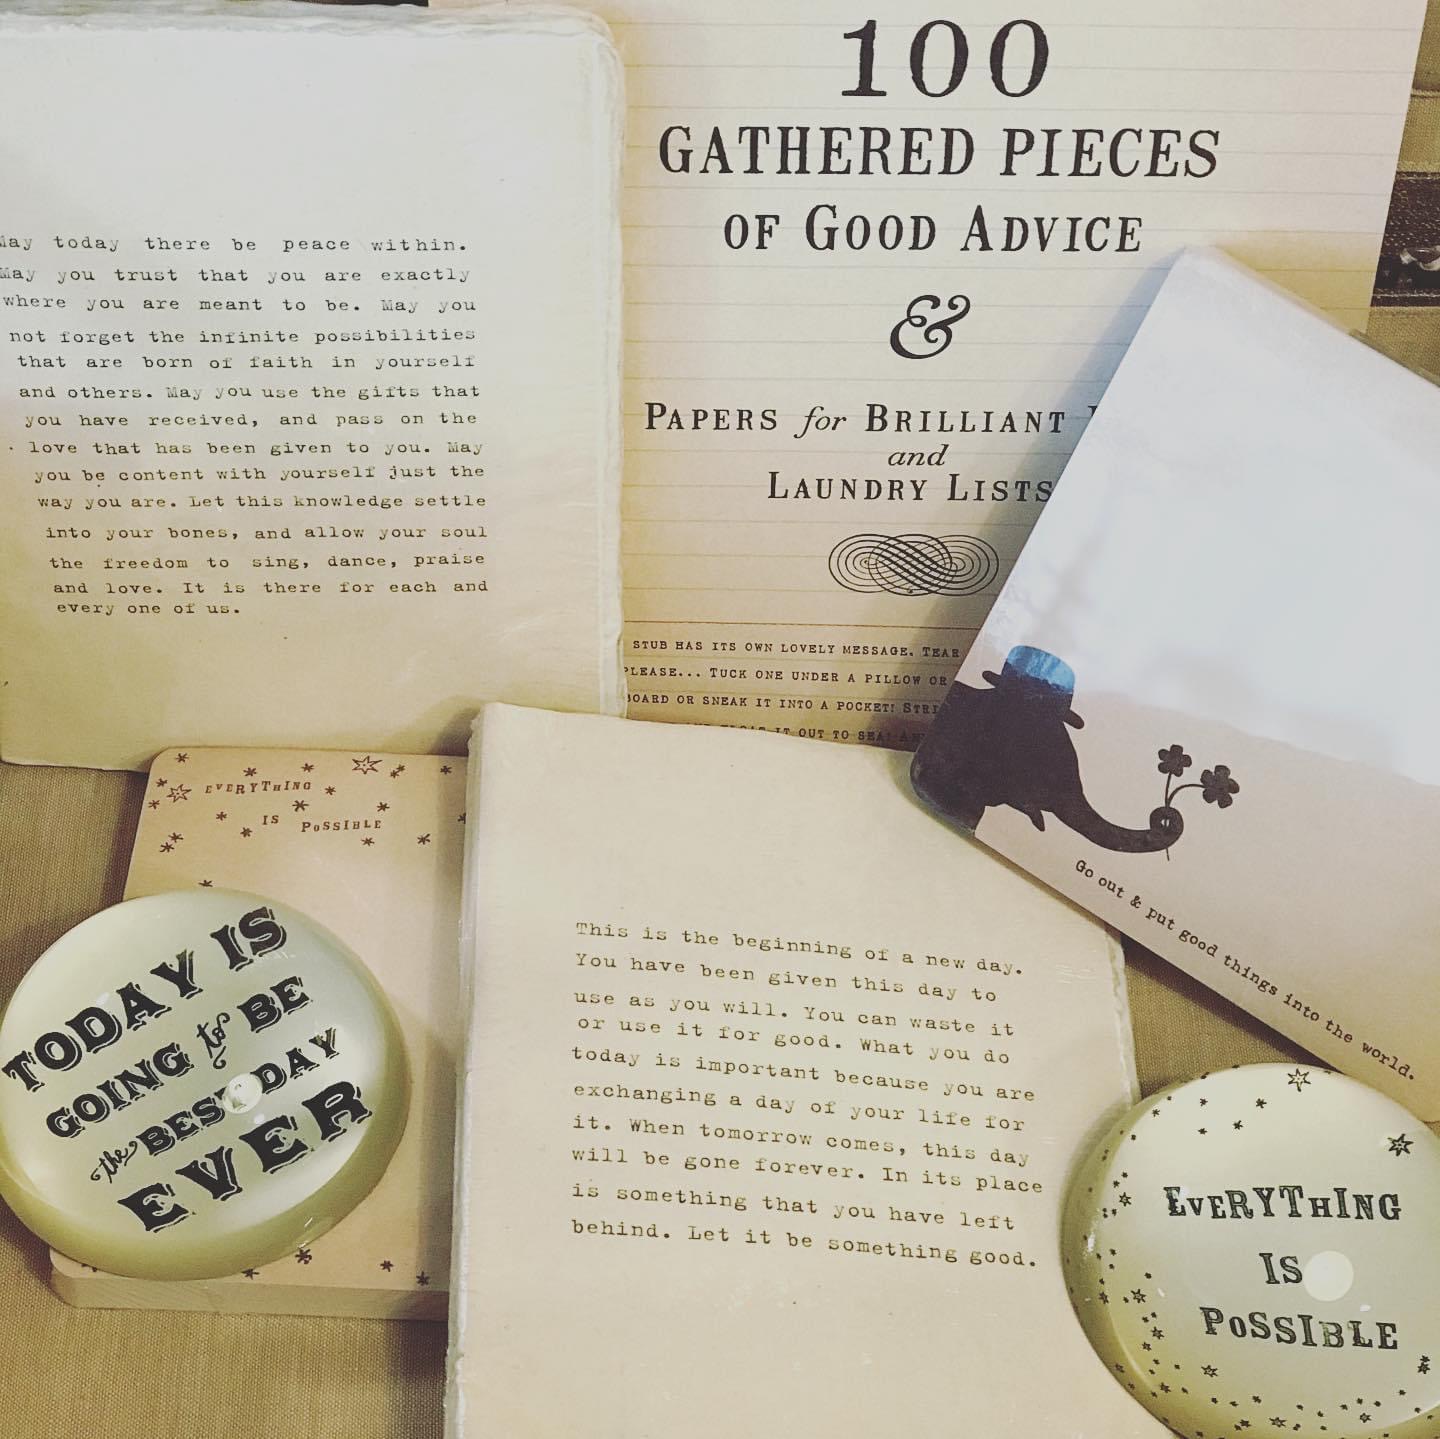 May today there be peace within.
May you trust that you are exactly
where you are meant to be. May you
not forget the infinite possibilities
that are born of faith in yourself
and others. May you use the gifts that
you have received, and pass on the
love that has been given to you. May
you be content with yourself just the
way you are. Let this knowledge settle
into your bones, and allow your soul
the freedom to sing, dance, praise
and love. It is there for each and
every one of us.
100
GATHERED PIECES
OF GOOD ADVICE
&
PAPERS for BRILLIANT
and
LAUNDRY LISTS
STUB HAS ITS OWN LOVELY MESSAGE. TEAR
PLEASE... TUCK ONE UNDER A PILLOW OR
BOARD OR SNEAK IT INTO A POCKET!
IT OUT TO SEA!
Go out & put good things into the world.
EVERYTHING
IS POSSIBLE
TODAY IS
GOING to BE
the BEST DAY
EVER
This is the beginning of a new day.
You have been given this day to
use as you will. You can waste it
or use it for good. What you do
today is important because you are
exchanging a day of your life for
it. When tomorrow comes, this day
will be gone forever. In its place
is something that you have left
behind. Let it be something good.
EVERYTHING
IS
POSSIBLE